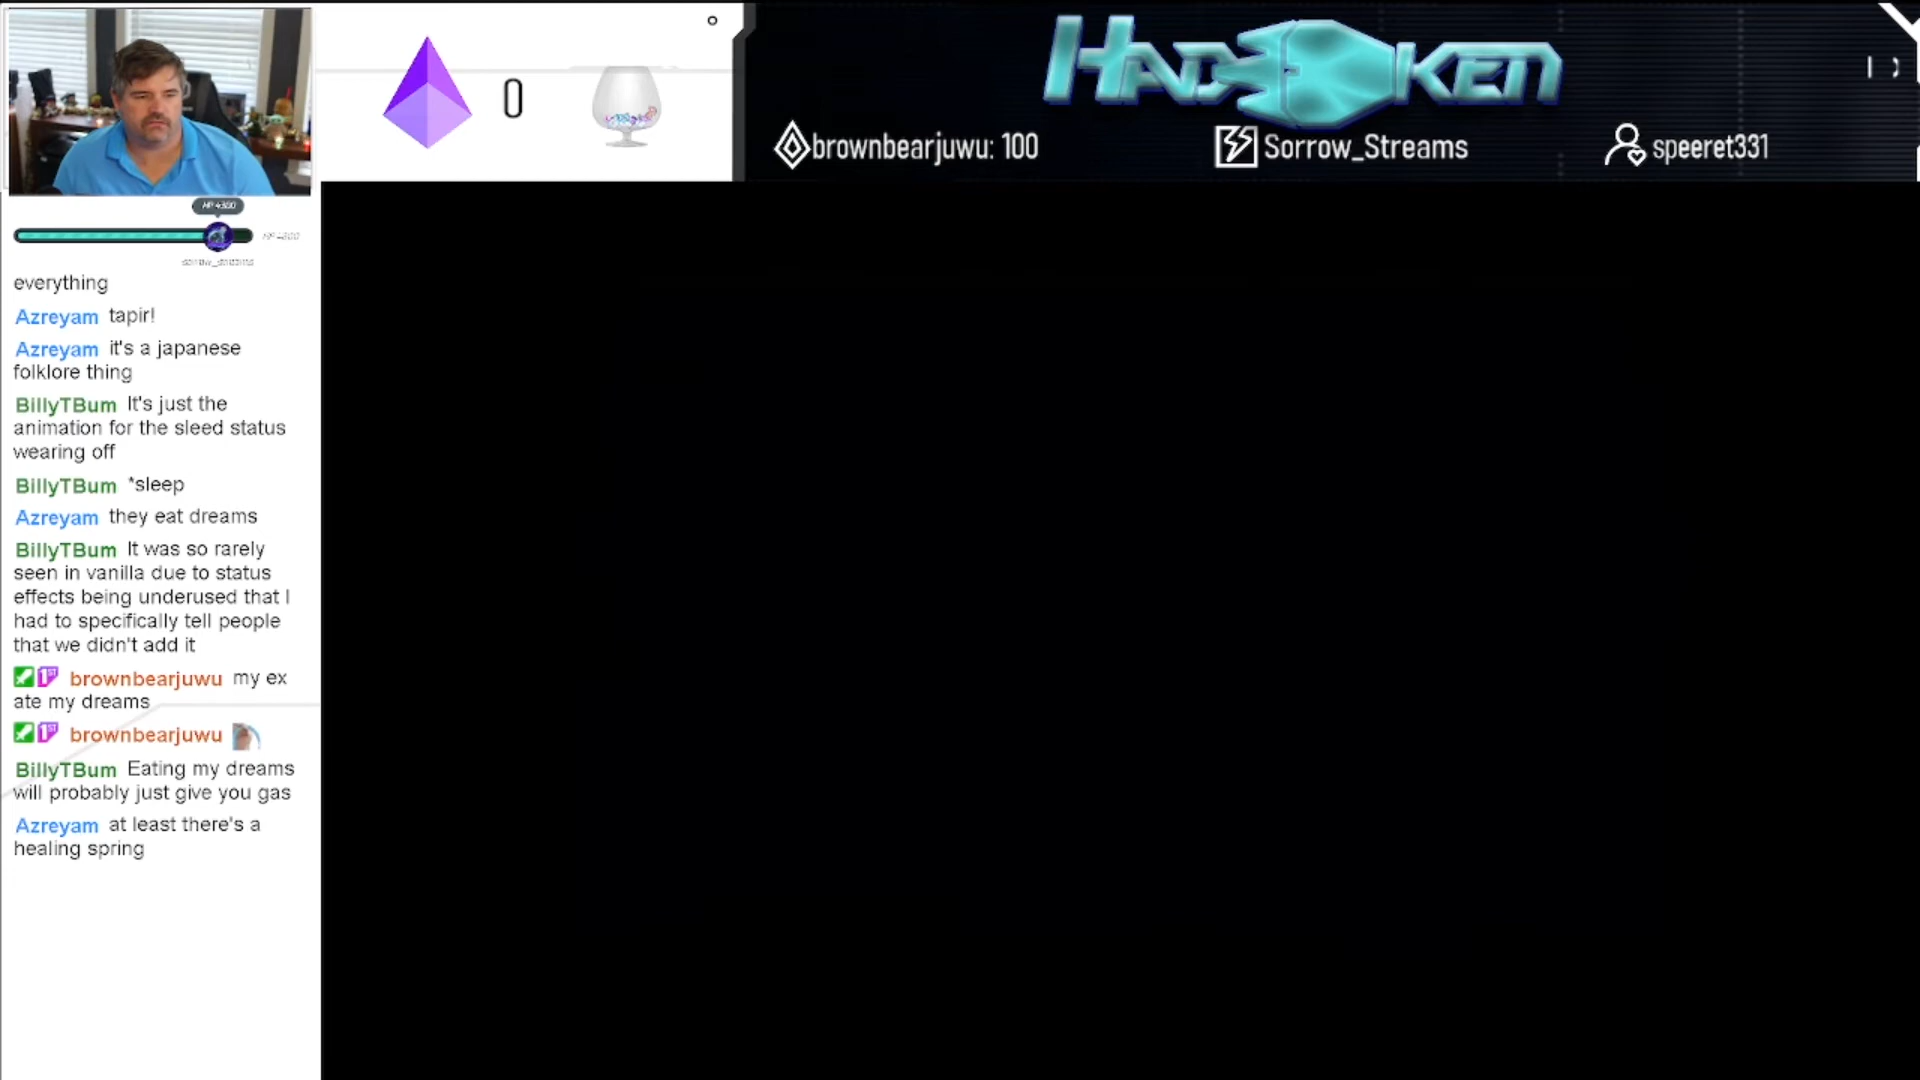 0
HADOKEN
brownbearjuwu: 100
Sorrow_Streams
speeret331
HP 4300
sorrow_streams
everything
Azreyam tapir!
Azreyam it's a japanese
folklore thing
BillyTBum It's just the
animation for the sleed status
wearing off
BillyTBum *sleep
Azreyam they eat dreams
BillyTBum It was so rarely
seen in vanilla due to status
effects being underused that I
had to specifically tell people
that we didn't add it
brownbearjuwu my ex
ate my dreams
brownbearjuwu
BillyTBum Eating my dreams
will probably just give you gas
Azreyam at least there's a
healing spring